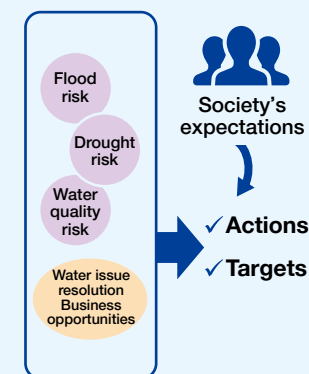 Flood
risk
Drought
risk
Water
quality
risk
Water issue
resolution
Business
opportunities
Society's
expectations
✓ Actions
✓ Targets